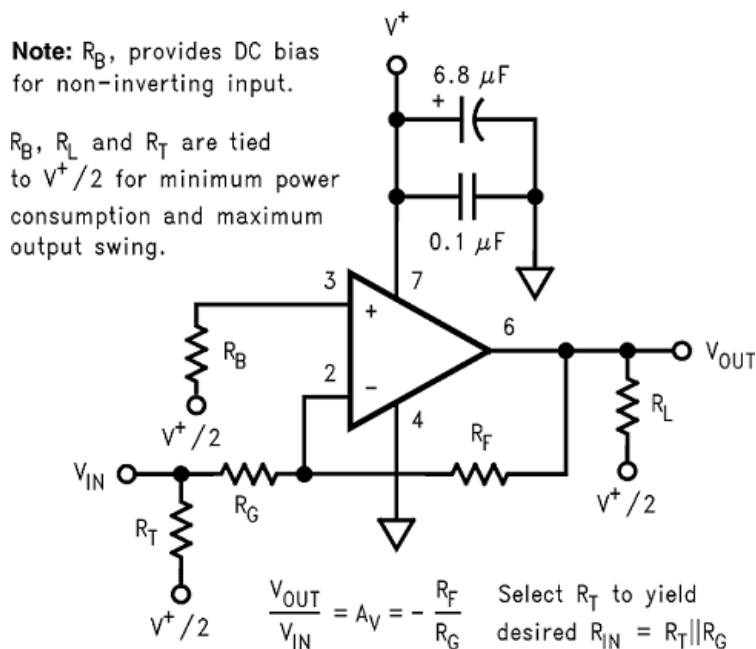 Note: R_B, provides DC bias
for non-inverting input.
R_B, R_L and R_T are tied
to V⁺/2 for minimum power
consumption and maximum
output swing.
V⁺
6.8 μF
+
0.1 μF
3
7
+
6
V_OUT
R_B
2
−
4
R_L
V⁺/2
R_F
V_IN
R_G
V⁺/2
R_T
V⁺/2
V_OUT/V_IN = A_V = − R_F/R_G
Select R_T to yield
desired R_IN = R_T||R_G